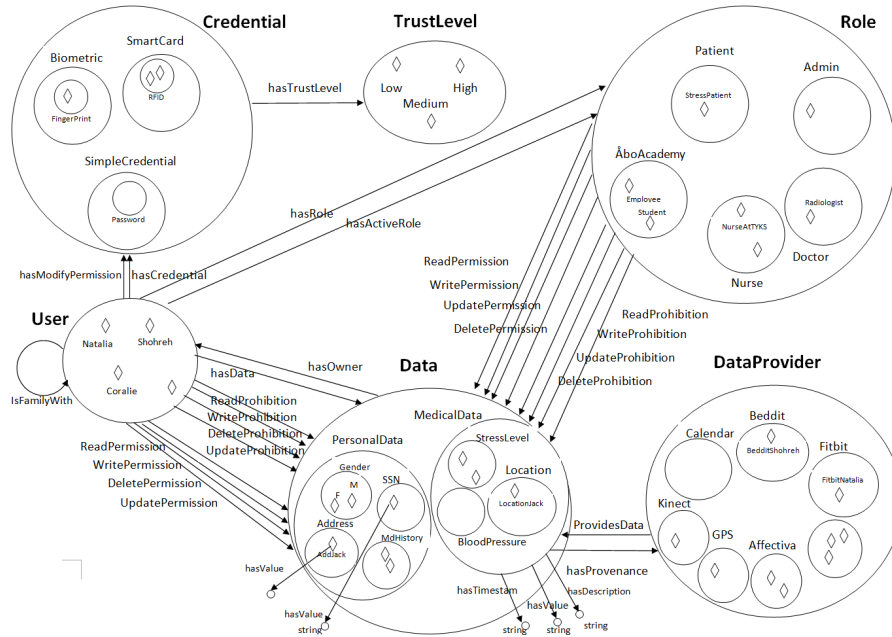 Credential
TrustLevel
Role
SmartCard
Biometric
RFID
FingerPrint
SimpleCredential
Password
hasTrustLevel
Low
High
Medium
Patient
StressPatient
Admin
ÅboAcademy
Employee
Student
NurseAtTYKS
Nurse
Radiologist
Doctor
hasRole
hasActiveRole
hasModifyPermission
hasCredential
ReadPermission
WritePermission
UpdatePermission
DeletePermission
ReadProhibition
WriteProhibition
UpdateProhibition
DeleteProhibition
User
Natalia
Shohreh
Coralie
IsFamilyWith
hasOwner
hasData
ReadProhibition
WriteProhibition
DeleteProhibition
UpdateProhibition
ReadPermission
WritePermission
DeletePermission
UpdatePermission
Data
MedicalData
PersonalData
StressLevel
Gender
M
F
SSN
Location
LocationJack
Address
AddJack
MdHistory
BloodPressure
DataProvider
Beddit
BedditShohreh
Calendar
Fitbit
FitbitNatalia
Kinect
GPS
Affectiva
ProvidesData
hasProvenance
hasTimestam
hasDescription
hasValue
string
string
string
hasValue
hasValue
string